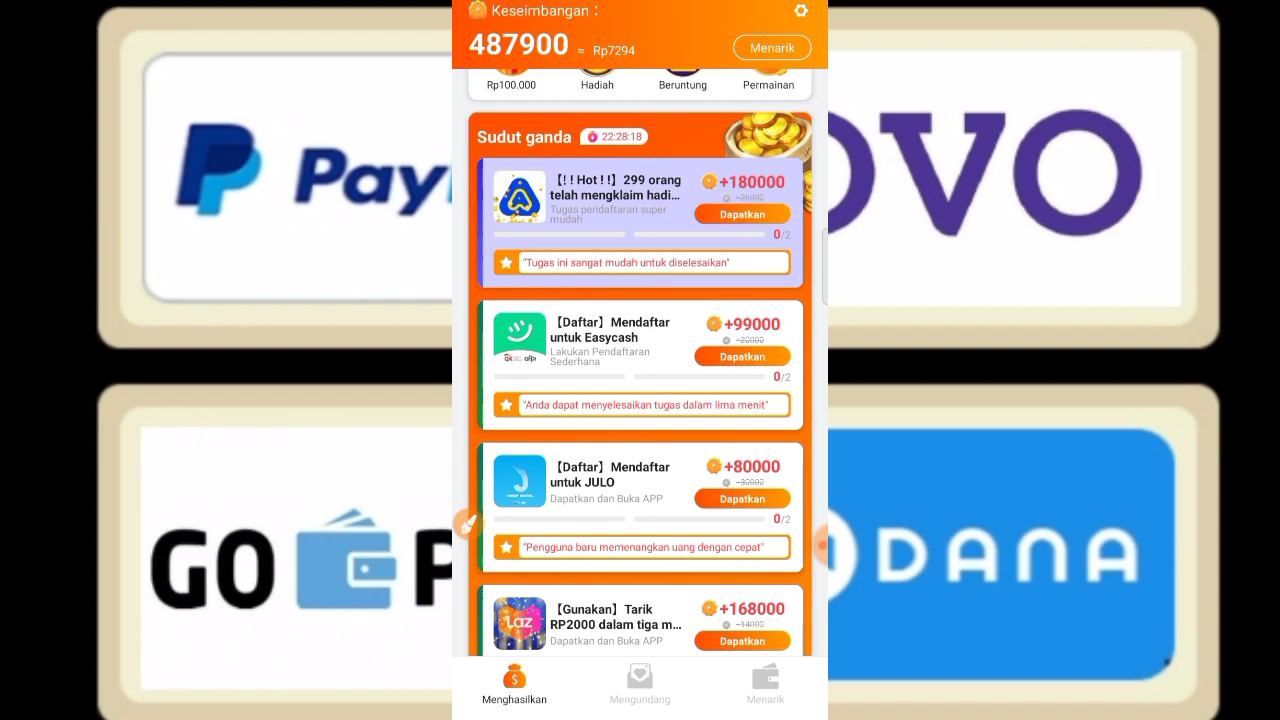 Keseimbangan：
487900 ≈ Rp7294
Menarik
Rp100.000
Hadiah
Beruntung
Permainan
Sudut ganda
22:28:18
【! ! Hot ! !】299 orang
telah mengklaim hadi...
Tugas pendaftaran super
mudah
+180000
Dapatkan
0/2
"Tugas ini sangat mudah untuk diselesaikan"
【Daftar】Mendaftar
untuk Easycash
Lakukan Pendaftaran
Sederhana
+99000
~20000
Dapatkan
0/2
"Anda dapat menyelesaikan tugas dalam lima menit"
【Daftar】Mendaftar
untuk JULO
Dapatkan dan Buka APP
+80000
~30000
Dapatkan
0/2
"Pengguna baru memenangkan uang dengan cepat"
【Gunakan】Tarik
RP2000 dalam tiga m...
Dapatkan dan Buka APP
Laz
+168000
~14000
Dapatkan
Menghasilkan
Mengundang
Menarik
Pay
OVO
GO P
DANA